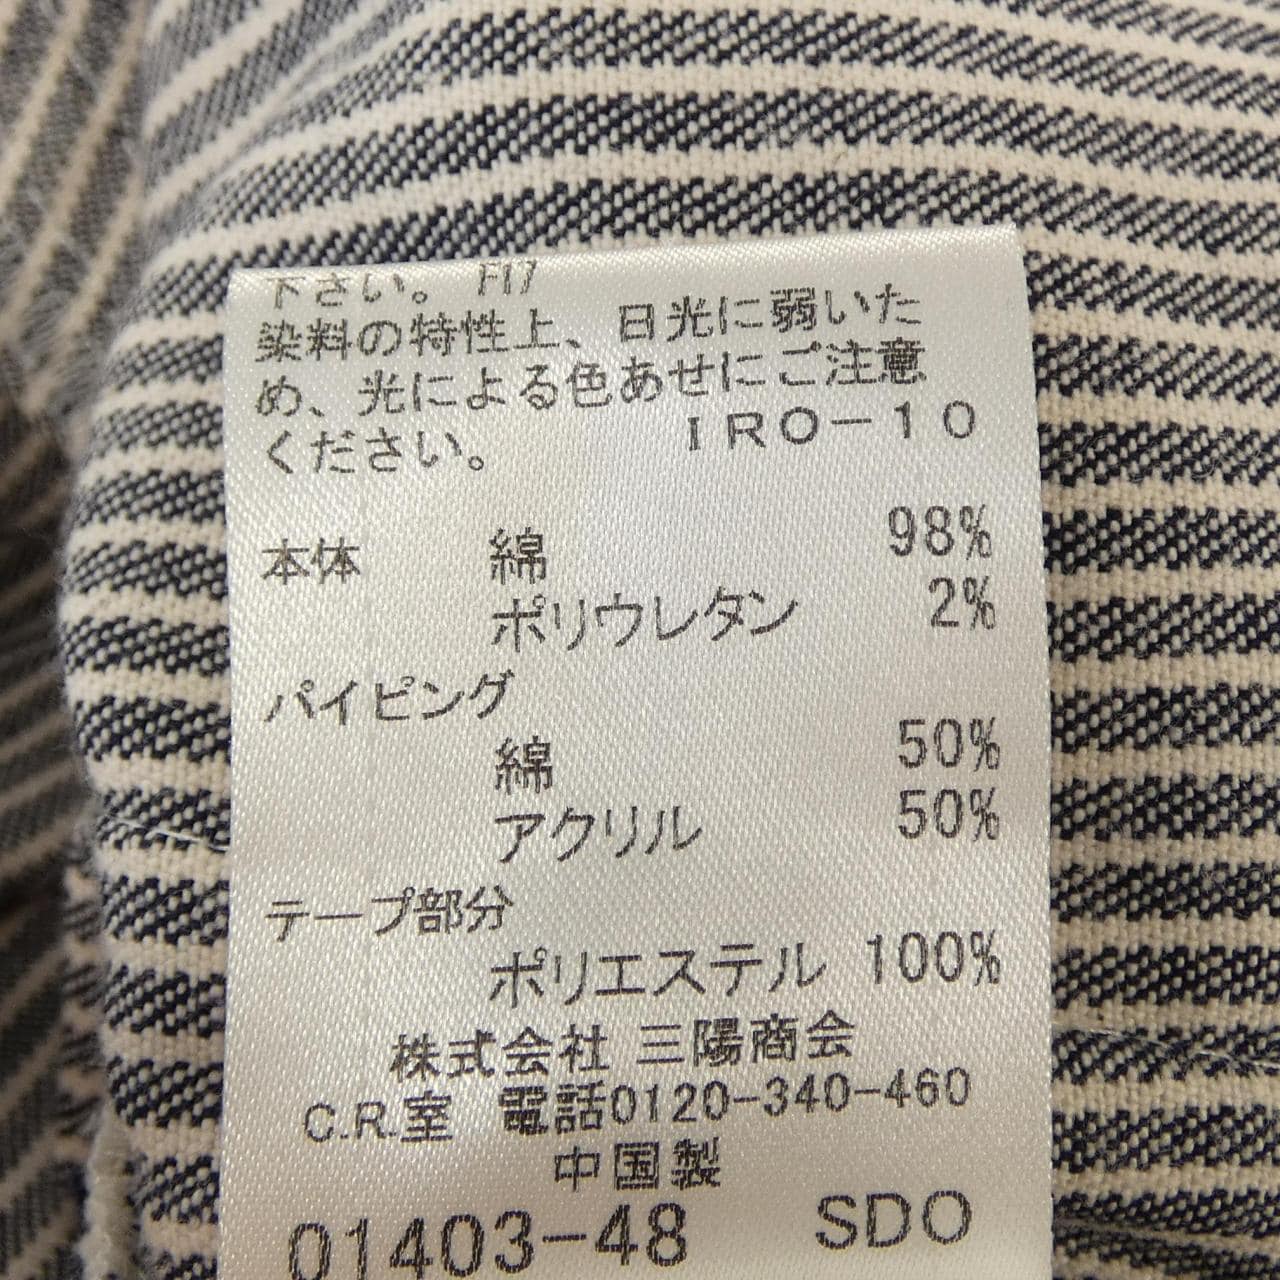 下さい。 FI7
染料の特性上、日光に弱いた
め、光による色あせにご注意
ください。 IRO-10
本体 綿 98%
ポリウレタン 2%
パイピング
綿 50%
アクリル 50%
テープ部分
ポリエステル 100%
株式会社 三陽商会
C.R.室 電話0120-340-460
中国製
01403-48 SDO